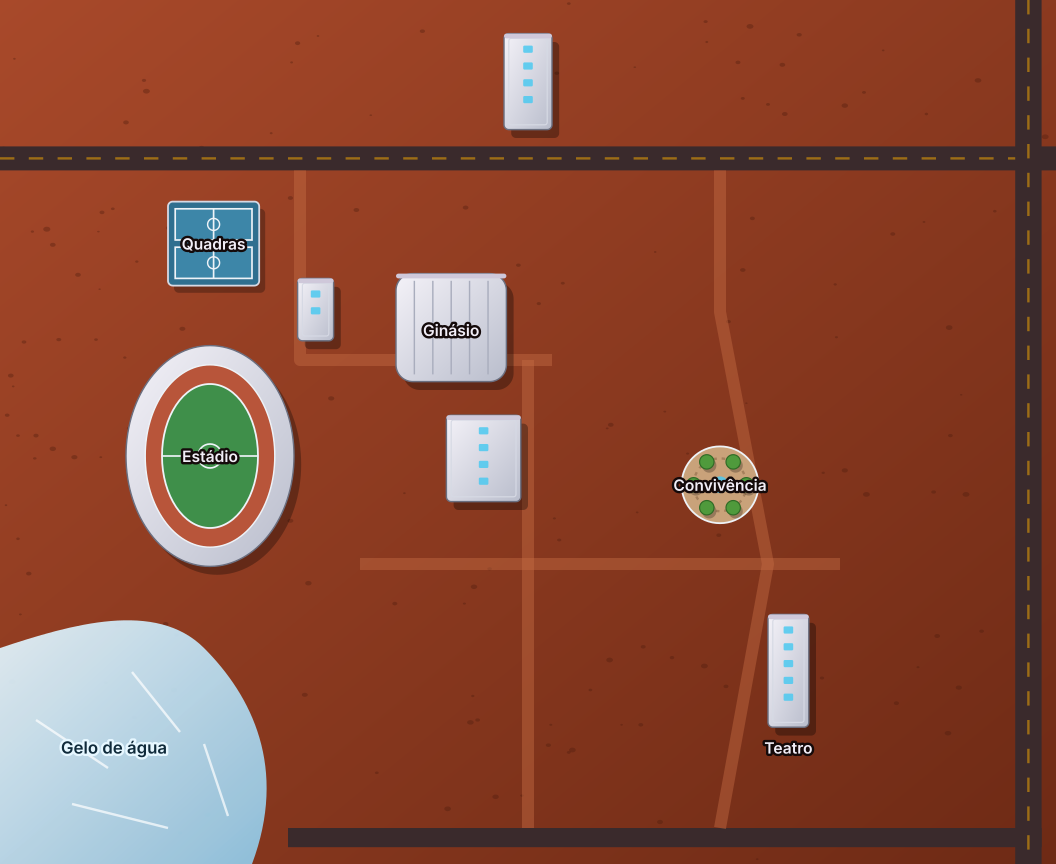 Quadras
Ginásio
Estádio
Convivência
Gelo de água
Teatro